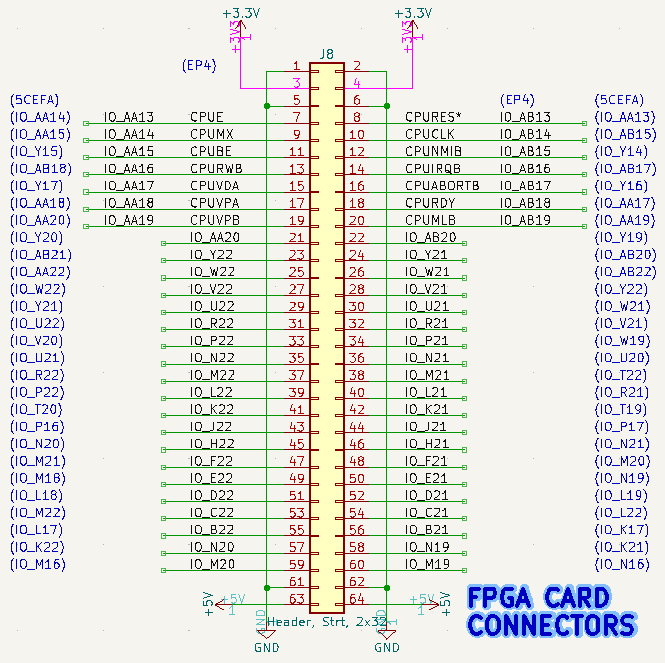 +3.3V +3.3V
+3V3 1 +3V3 1
J8
(EP4) 1 2
3 4
(5CEFA) 5 6 (EP4) (5CEFA)
(IO_AA14) IO_AA13 CPUE 7 8 CPURES* IO_AB13 (IO_AA13)
(IO_AA15) IO_AA14 CPUMX 9 10 CPUCLK IO_AB14 (IO_AB15)
(IO_Y15) IO_AA15 CPUBE 11 12 CPUNMIB IO_AB15 (IO_Y14)
(IO_AB18) IO_AA16 CPURWB 13 14 CPUIRQB IO_AB16 (IO_AB17)
(IO_Y17) IO_AA17 CPUVDA 15 16 CPUABORTB IO_AB17 (IO_Y16)
(IO_AA18) IO_AA18 CPUVPA 17 18 CPURDY IO_AB18 (IO_AA17)
(IO_AA20) IO_AA19 CPUVPB 19 20 CPUMLB IO_AB19 (IO_AA19)
(IO_Y20) IO_AA20 21 22 IO_AB20 (IO_Y19)
(IO_AB21) IO_Y22 23 24 IO_Y21 (IO_AB20)
(IO_AA22) IO_W22 25 26 IO_W21 (IO_AB22)
(IO_W22) IO_V22 27 28 IO_V21 (IO_Y22)
(IO_Y21) IO_U22 29 30 IO_U21 (IO_W21)
(IO_U22) IO_R22 31 32 IO_R21 (IO_V21)
(IO_V20) IO_P22 33 34 IO_P21 (IO_W19)
(IO_U21) IO_N22 35 36 IO_N21 (IO_U20)
(IO_R22) IO_M22 37 38 IO_M21 (IO_T22)
(IO_P22) IO_L22 39 40 IO_L21 (IO_R21)
(IO_T20) IO_K22 41 42 IO_K21 (IO_T19)
(IO_P16) IO_J22 43 44 IO_J21 (IO_P17)
(IO_N20) IO_H22 45 46 IO_H21 (IO_N21)
(IO_M21) IO_F22 47 48 IO_F21 (IO_M20)
(IO_M18) IO_E22 49 50 IO_E21 (IO_N19)
(IO_L18) IO_D22 51 52 IO_D21 (IO_L19)
(IO_M22) IO_C22 53 54 IO_C21 (IO_L22)
(IO_L17) IO_B22 55 56 IO_B21 (IO_K17)
(IO_K22) IO_N20 57 58 IO_N19 (IO_K21)
(IO_M16) IO_M20 59 60 IO_M19 (IO_N16)
61 62
+5V +5V 1 63 64 +5V 1 +5V
FPGA CARD
CONNECTORS
GND 1 Header, Strt, 2x32 GND 1
GND GND